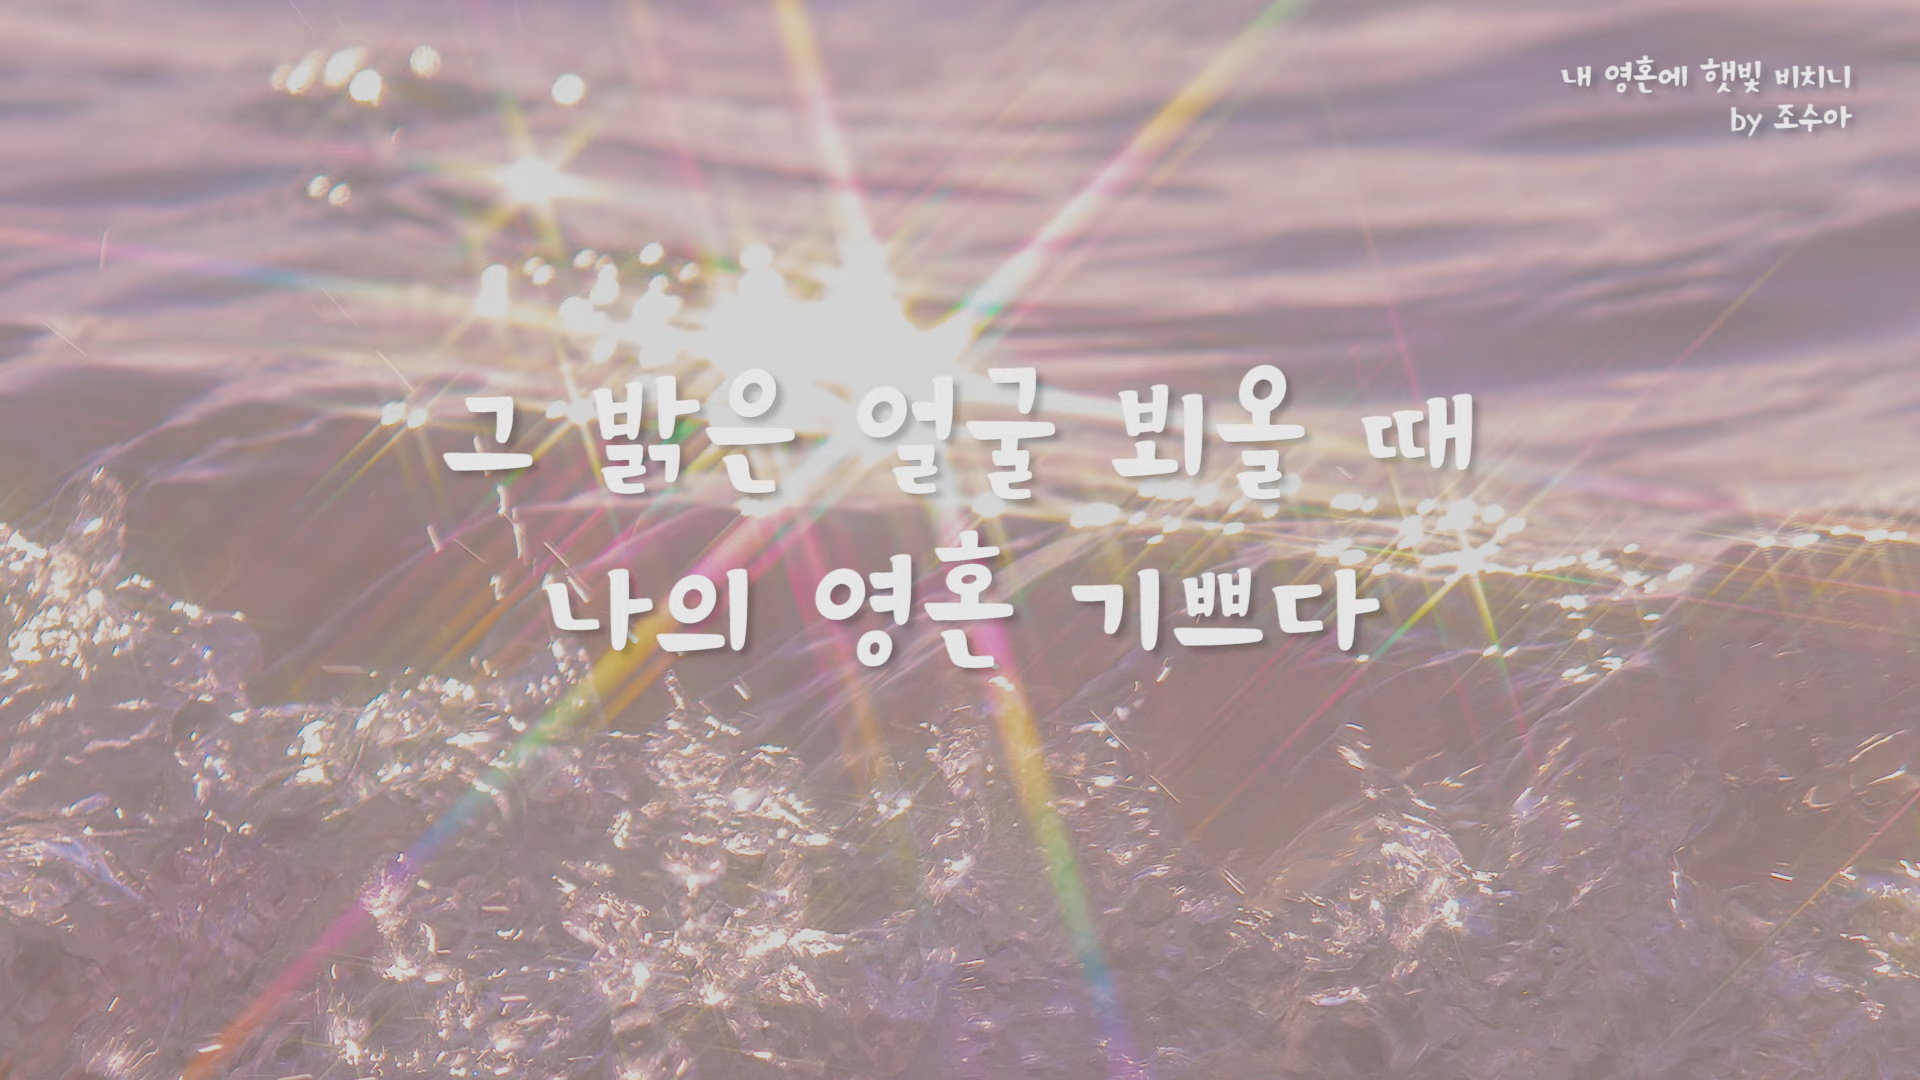 내 영혼에 햇빛 비치니
by 조수아
그 밝은 얼굴 뵈올 때
나의 영혼 기쁘다